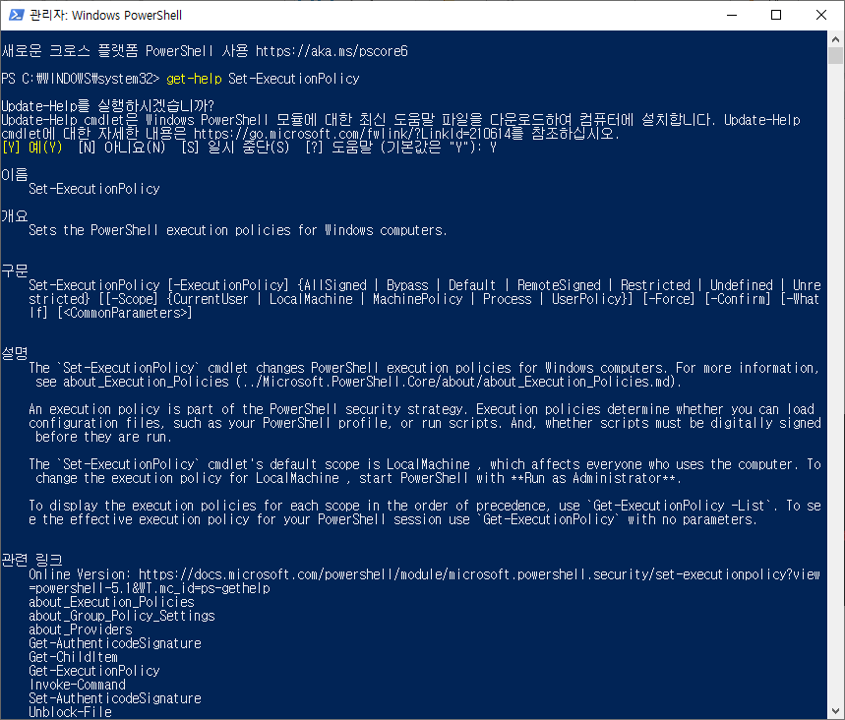 관리자: Windows PowerShell
새로운 크로스 플랫폼 PowerShell 사용 https://aka.ms/pscore6
PS C:₩WINDOWS₩system32> get-help Set-ExecutionPolicy
Update-Help를 실행하시겠습니까?
Update-Help cmdlet은 Windows PowerShell 모듈에 대한 최신 도움말 파일을 다운로드하여 컴퓨터에 설치합니다. Update-Help
cmdlet에 대한 자세한 내용은 https://go.microsoft.com/fwlink/?LinkId=210614를 참조하십시오.
[Y] 예(Y)  [N] 아니요(N)  [S] 일시 중단(S)  [?] 도움말 (기본값은 "Y"): Y
이름
Set-ExecutionPolicy
개요
Sets the PowerShell execution policies for Windows computers.
구문
Set-ExecutionPolicy [-ExecutionPolicy] {AllSigned | Bypass | Default | RemoteSigned | Restricted | Undefined | Unre
stricted} [[-Scope] {CurrentUser | LocalMachine | MachinePolicy | Process | UserPolicy}] [-Force] [-Confirm] [-What
If] [<CommonParameters>]
설명
The `Set-ExecutionPolicy` cmdlet changes PowerShell execution policies for Windows computers. For more information,
see about_Execution_Policies (../Microsoft.PowerShell.Core/about/about_Execution_Policies.md).
An execution policy is part of the PowerShell security strategy. Execution policies determine whether you can load
configuration files, such as your PowerShell profile, or run scripts. And, whether scripts must be digitally signed
before they are run.
The `Set-ExecutionPolicy` cmdlet's default scope is LocalMachine , which affects everyone who uses the computer. To
change the execution policy for LocalMachine , start PowerShell with **Run as Administrator**.
To display the execution policies for each scope in the order of precedence, use `Get-ExecutionPolicy -List`. To se
e the effective execution policy for your PowerShell session use `Get-ExecutionPolicy` with no parameters.
관련 링크
Online Version: https://docs.microsoft.com/powershell/module/microsoft.powershell.security/set-executionpolicy?view
=powershell-5.1&WT.mc_id=ps-gethelp
about_Execution_Policies
about_Group_Policy_Settings
about_Providers
Get-AuthenticodeSignature
Get-ChildItem
Get-ExecutionPolicy
Invoke-Command
Set-AuthenticodeSignature
Unblock-File